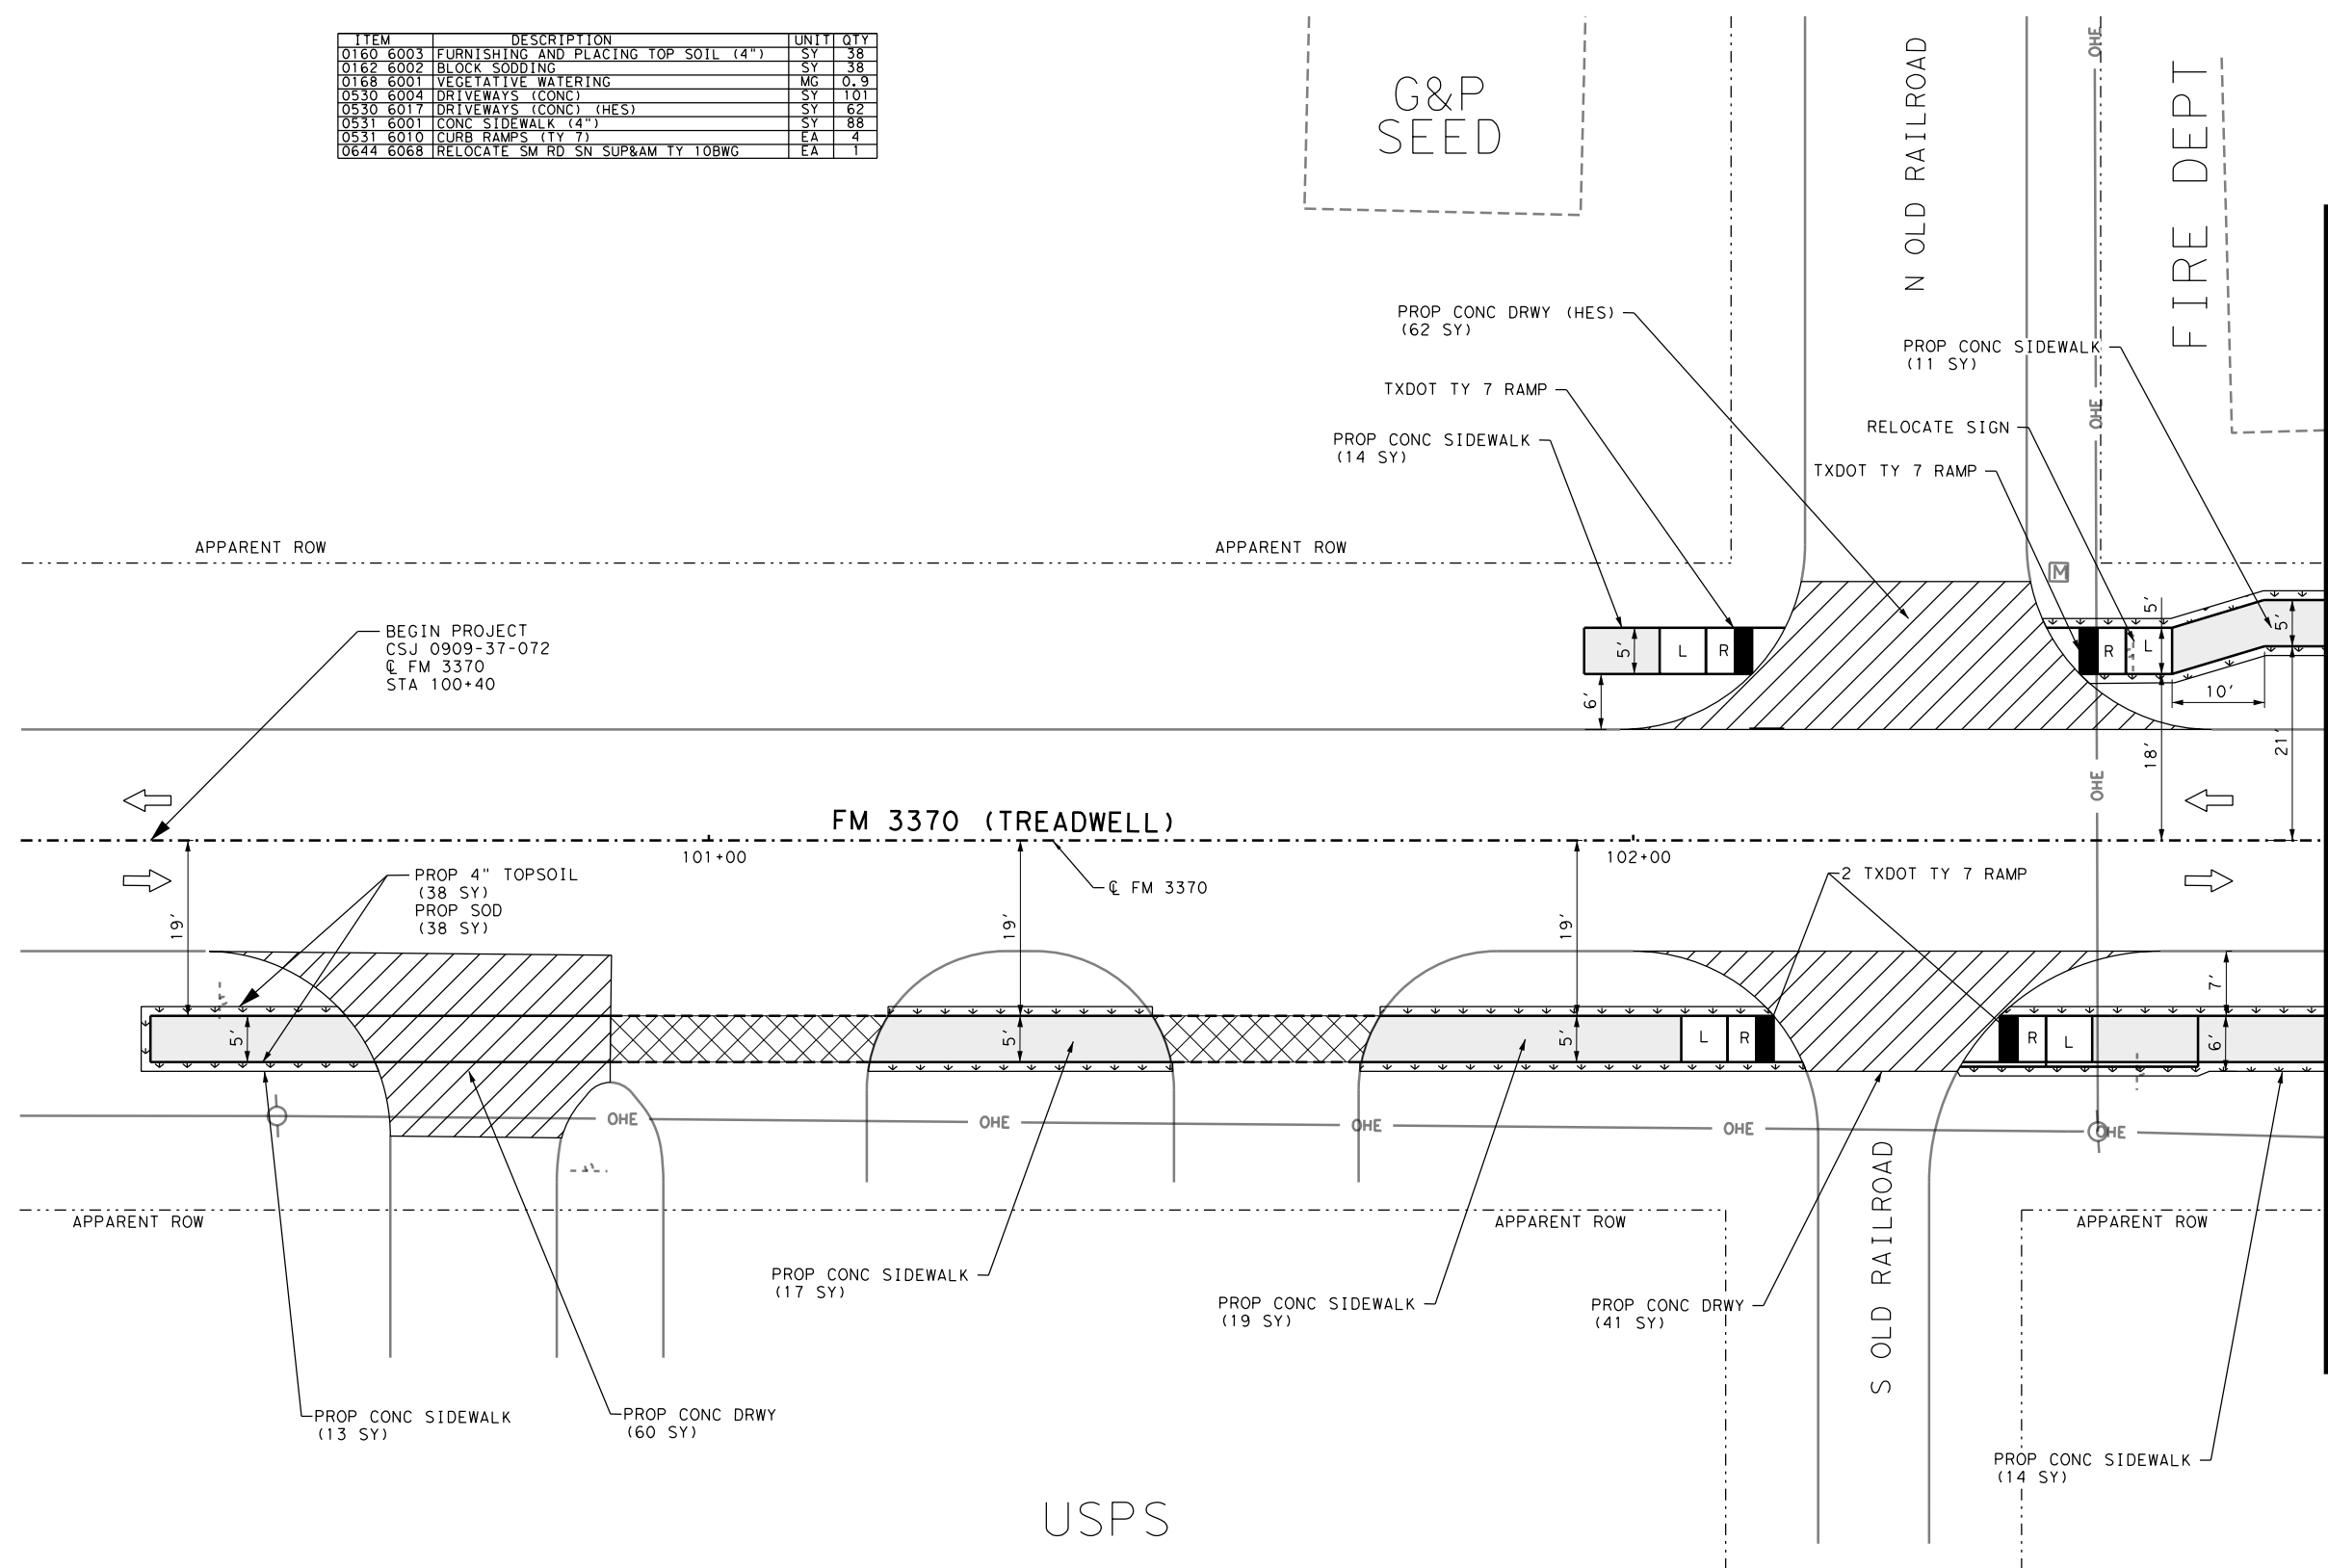 ITEM DESCRIPTION UNIT QTY
0160 6003 FURNISHING AND PLACING TOP SOIL (4") SY 38
0162 6002 BLOCK SODDING SY 38
0168 6001 VEGETATIVE WATERING MG 0.9
0530 6004 DRIVEWAYS (CONC) SY 101
0530 6017 DRIVEWAYS (CONC) (HES) SY 62
0531 6001 CONC SIDEWALK (4") SY 88
0531 6010 CURB RAMPS (TY 7) EA 4
0644 6068 RELOCATE SM RD SN SUP&AM TY 10BWG EA 1
G&P
SEED
N OLD RAILROAD
OHE
FIRE DEPT
PROP CONC DRWY (HES)
(62 SY)
PROP CONC SIDEWALK
(11 SY)
TXDOT TY 7 RAMP
OHE
RELOCATE SIGN
PROP CONC SIDEWALK
(14 SY)
TXDOT TY 7 RAMP
APPARENT ROW
APPARENT ROW
M
BEGIN PROJECT
CSJ 0909-37-072
℄ FM 3370
STA 100+40
5'
L
R
R
L
5'
5'
6'
10'
18'
21'
OHE
FM 3370 (TREADWELL)
101+00
102+00
℄ FM 3370
PROP 4" TOPSOIL
(38 SY)
PROP SOD
(38 SY)
2 TXDOT TY 7 RAMP
19'
19'
19'
7'
5'
5'
5'
L
R
R
L
6'
OHE
OHE
OHE
OHE
OHE
APPARENT ROW
APPARENT ROW
APPARENT ROW
S OLD RAILROAD
PROP CONC SIDEWALK
(17 SY)
PROP CONC SIDEWALK
(19 SY)
PROP CONC DRWY
(41 SY)
PROP CONC SIDEWALK
(13 SY)
PROP CONC DRWY
(60 SY)
PROP CONC SIDEWALK
(14 SY)
USPS